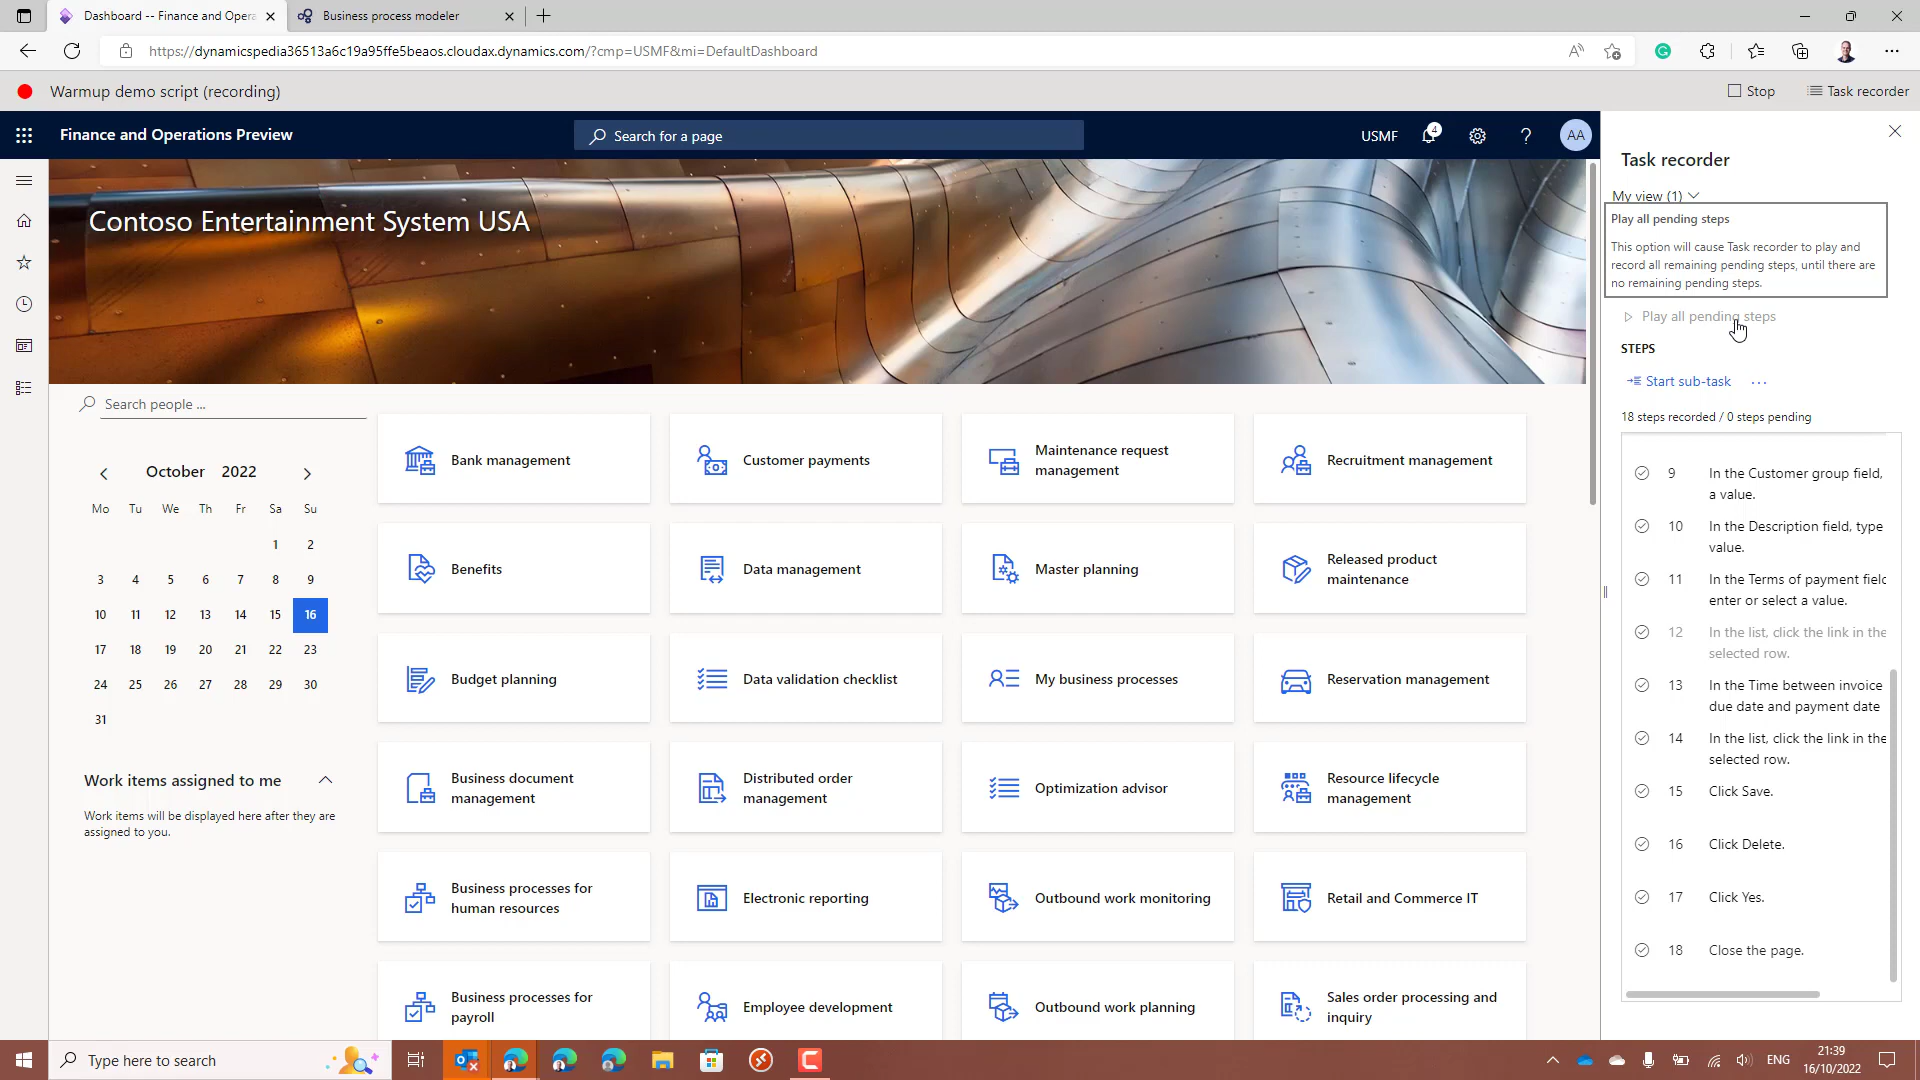 Dashboard -- Finance and Opera
Business process modeler
https://dynamicspedia36513a6c19a95ffe5beaos.cloudax.dynamics.com/?cmp=USMF&mi=DefaultDashboard
Warmup demo script (recording)
Stop
Task recorder
Finance and Operations Preview
Search for a page
USMF
4
AA
Contoso Entertainment System USA
Search people ...
October 2022
Mo Tu We Th Fr Sa Su
1 2
3 4 5 6 7 8 9
10 11 12 13 14 15 16
17 18 19 20 21 22 23
24 25 26 27 28 29 30
31
Work items assigned to me
Work items will be displayed here after they are
assigned to you.
Bank management
Customer payments
Maintenance request
management
Recruitment management
Benefits
Data management
Master planning
Released product
maintenance
Budget planning
Data validation checklist
My business processes
Reservation management
Business document
management
Distributed order
management
Optimization advisor
Resource lifecycle
management
Business processes for
human resources
Electronic reporting
Outbound work monitoring
Retail and Commerce IT
Business processes for
payroll
Employee development
Outbound work planning
Sales order processing and
inquiry
Task recorder
My view (1)
Play all pending steps
This option will cause Task recorder to play and
record all remaining pending steps, until there are
no remaining pending steps.
Play all pending steps
STEPS
Start sub-task
...
18 steps recorded / 0 steps pending
9 In the Customer group field,
a value.
10 In the Description field, type
value.
11 In the Terms of payment field
enter or select a value.
12 In the list, click the link in the
selected row.
13 In the Time between invoice
due date and payment date
14 In the list, click the link in the
selected row.
15 Click Save.
16 Click Delete.
17 Click Yes.
18 Close the page.
Type here to search
ENG
21:39
16/10/2022